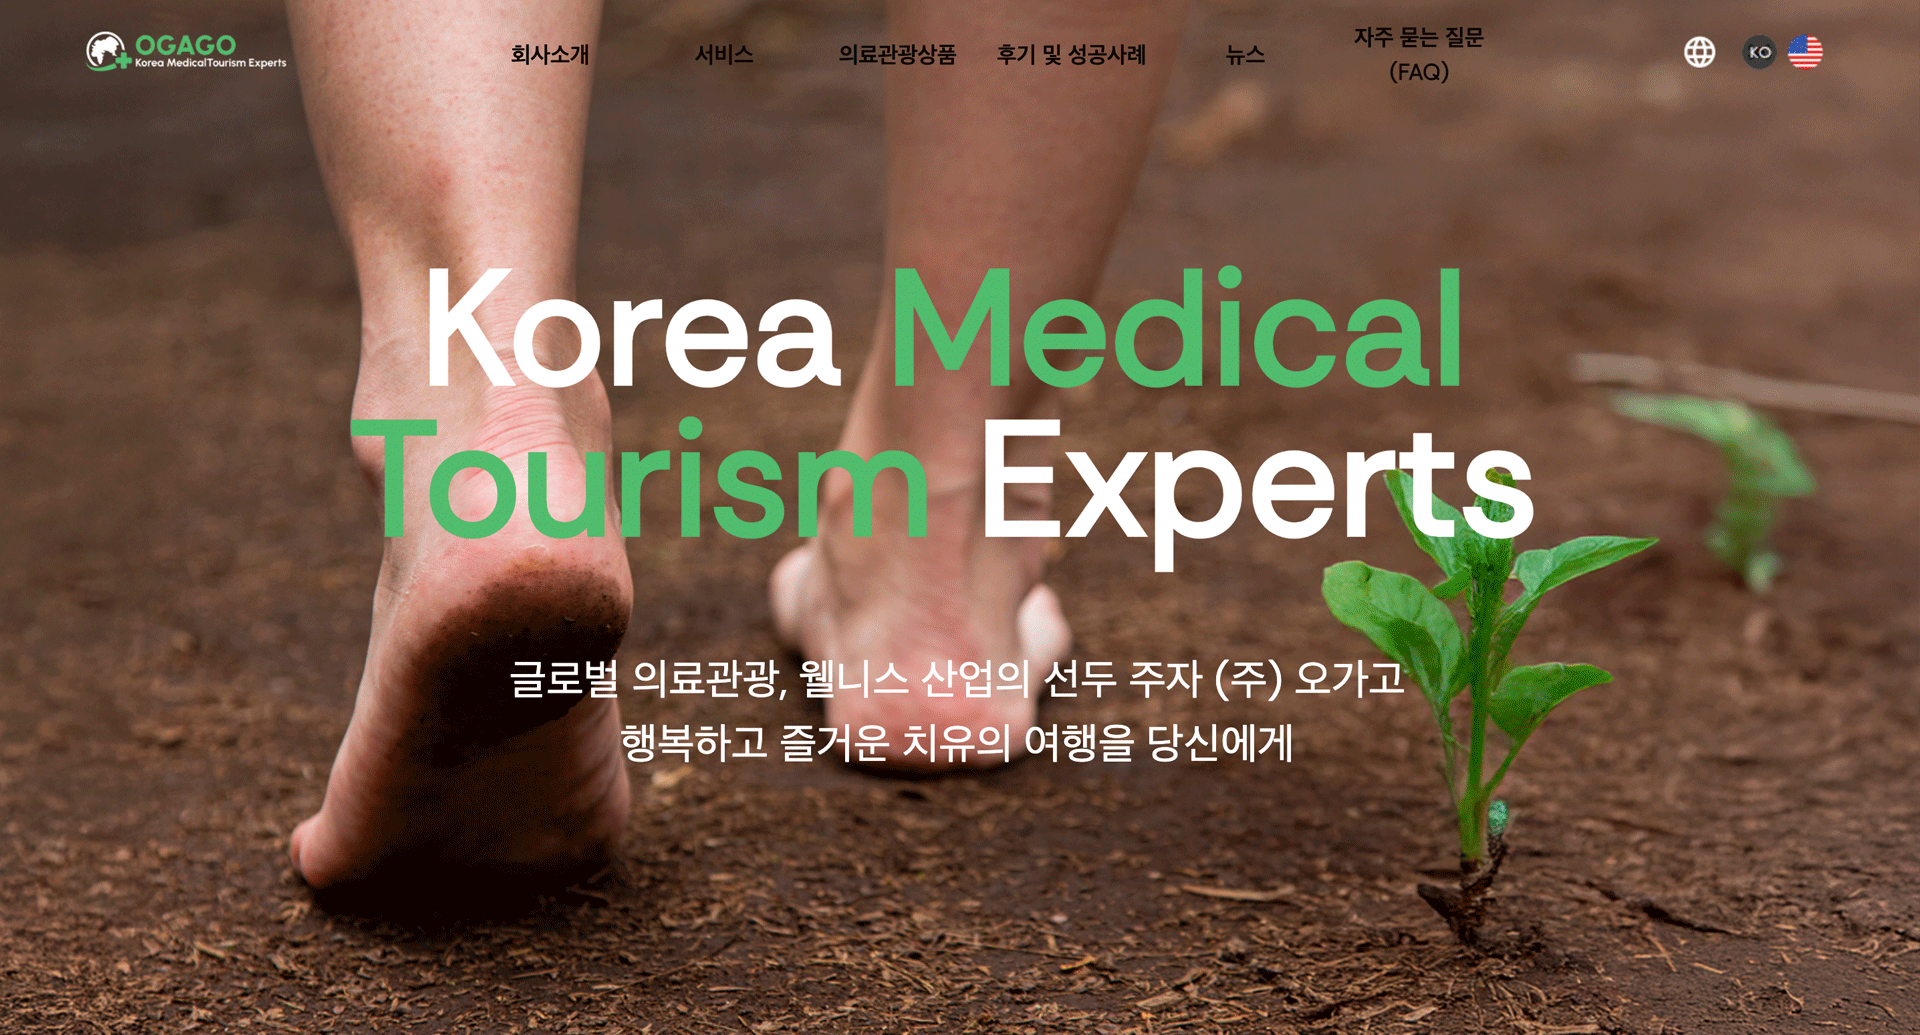 OGAGO
Korea MedicalTourism Experts
회사소개
서비스
의료관광상품
후기 및 성공사례
뉴스
자주 묻는 질문
(FAQ)
KO
Korea Medical
Tourism Experts
글로벌 의료관광, 웰니스 산업의 선두 주자 (주) 오가고
행복하고 즐거운 치유의 여행을 당신에게